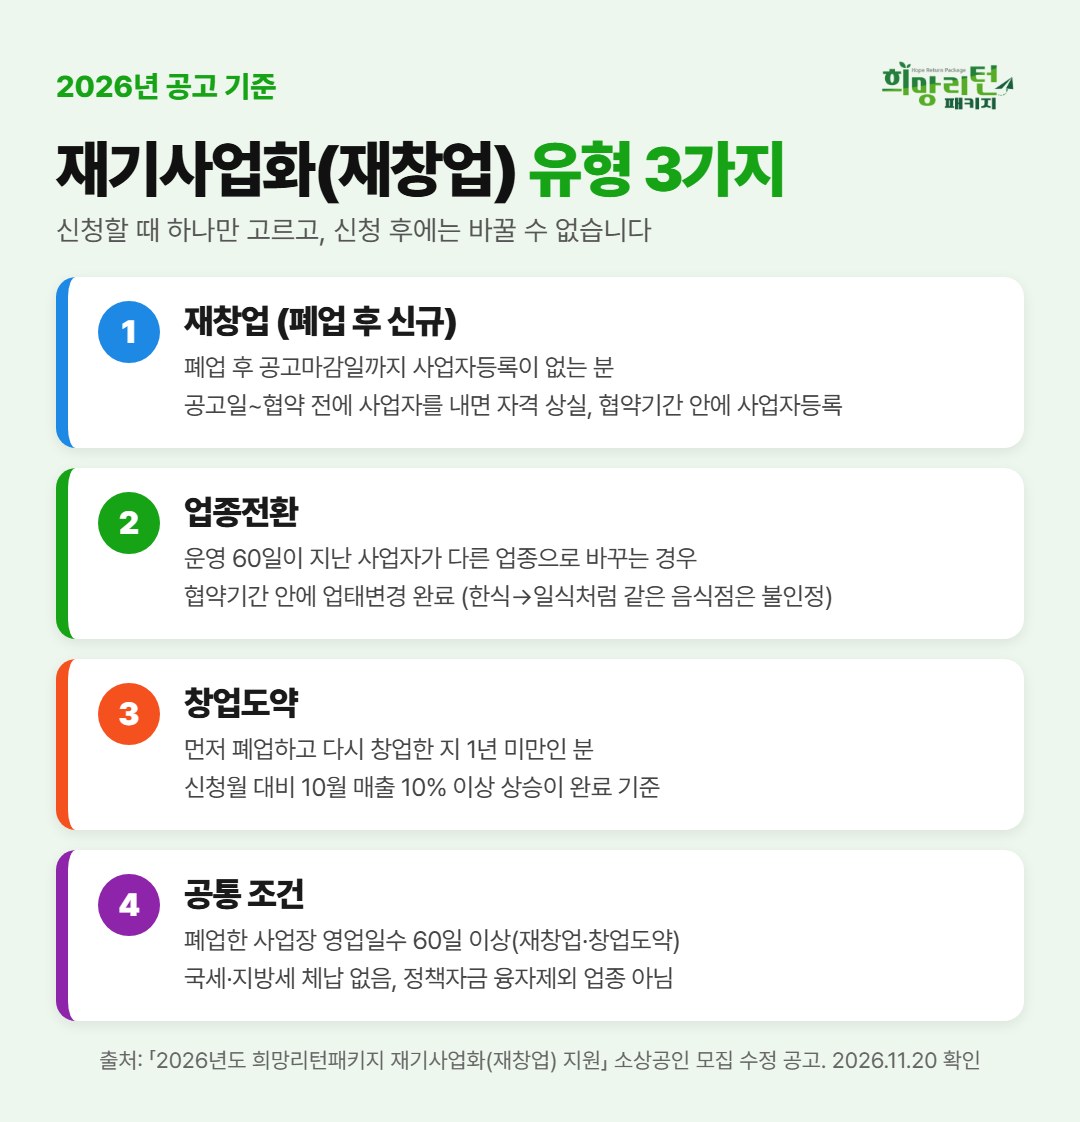 2026년 공고 기준
Hope Return Package
희망리턴
패키지
재기사업화(재창업) 유형 3가지
신청할 때 하나만 고르고, 신청 후에는 바꿀 수 없습니다
1
재창업 (폐업 후 신규)
폐업 후 공고마감일까지 사업자등록이 없는 분
공고일~협약 전에 사업자를 내면 자격 상실, 협약기간 안에 사업자등록
2
업종전환
운영 60일이 지난 사업자가 다른 업종으로 바꾸는 경우
협약기간 안에 업태변경 완료 (한식→일식처럼 같은 음식점은 불인정)
3
창업도약
먼저 폐업하고 다시 창업한 지 1년 미만인 분
신청월 대비 10월 매출 10% 이상 상승이 완료 기준
4
공통 조건
폐업한 사업장 영업일수 60일 이상(재창업·창업도약)
국세·지방세 체납 없음, 정책자금 융자제외 업종 아님
출처: 「2026년도 희망리턴패키지 재기사업화(재창업) 지원」 소상공인 모집 수정 공고. 2026.11.20 확인